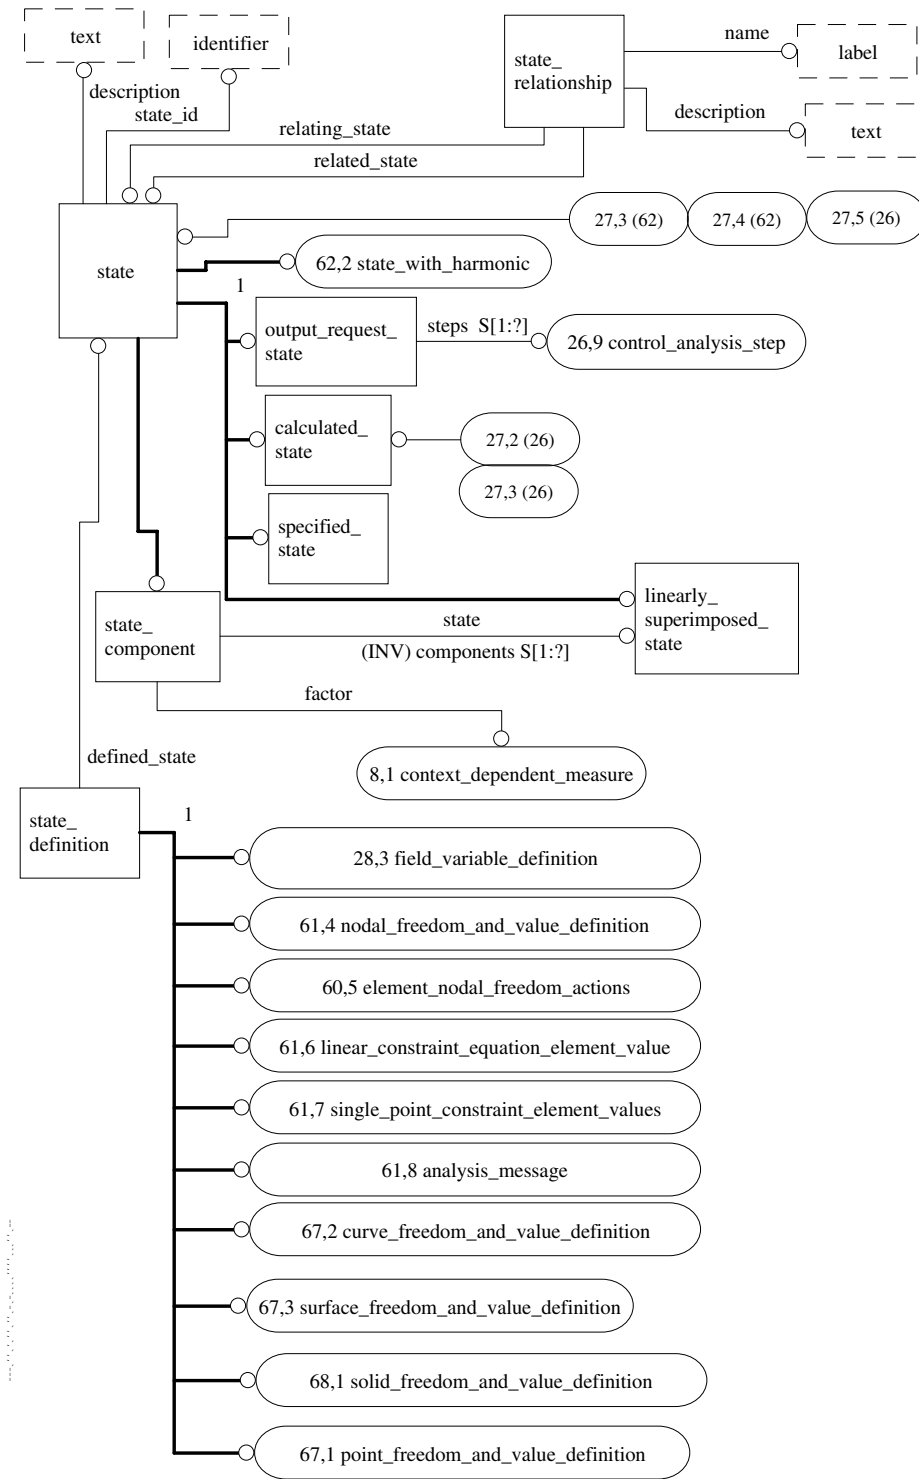 text
identifier
state_
relationship
name
label
description
text
description
state_id
relating_state
related_state
27,3 (62)
27,4 (62)
27,5 (26)
state
62,2 state_with_harmonic
1
output_request_
state
steps S[1:?]
26,9 control_analysis_step
calculated_
state
27,2 (26)
27,3 (26)
specified_
state
linearly_
superimposed_
state
state_
component
state
(INV) components S[1:?]
factor
8,1 context_dependent_measure
defined_state
state_
definition
1
28,3 field_variable_definition
61,4 nodal_freedom_and_value_definition
60,5 element_nodal_freedom_actions
61,6 linear_constraint_equation_element_value
61,7 single_point_constraint_element_values
61,8 analysis_message
67,2 curve_freedom_and_value_definition
67,3 surface_freedom_and_value_definition
68,1 solid_freedom_and_value_definition
67,1 point_freedom_and_value_definition